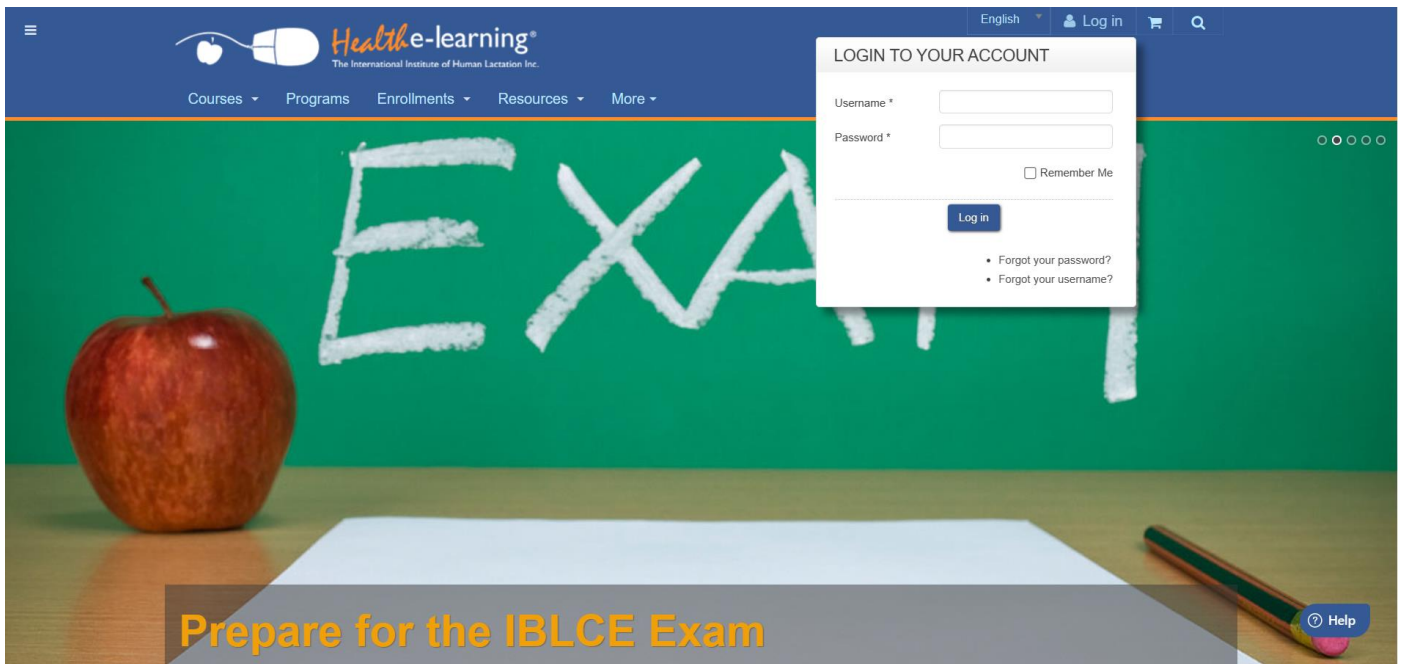 English
Log in
Health e-learning®
The International Institute of Human Lactation Inc.
Courses
Programs
Enrollments
Resources
More
LOGIN TO YOUR ACCOUNT
Username *
Password *
Remember Me
Log in
Forgot your password?
Forgot your username?
EXAM
Prepare for the IBLCE Exam
Help